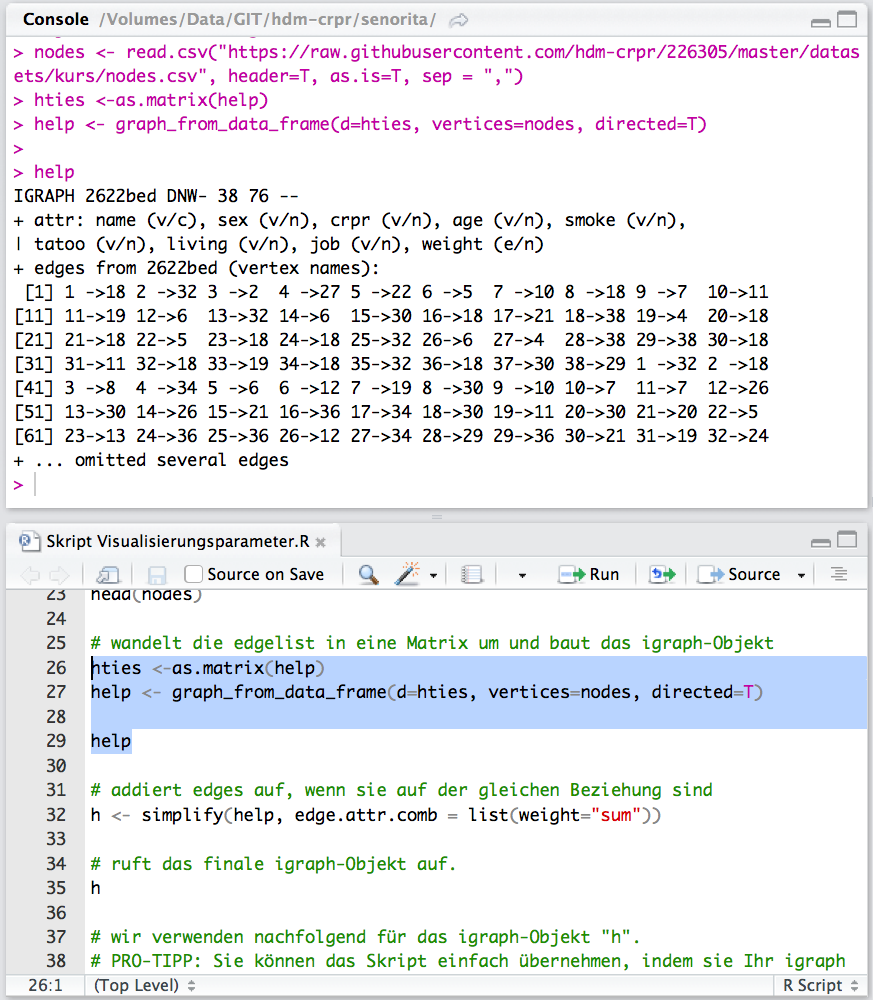 Console /Volumes/Data/GIT/hdm-crpr/senorita/
> nodes <- read.csv("https://raw.githubusercontent.com/hdm-crpr/226305/master/datas
ets/kurs/nodes.csv", header=T, as.is=T, sep = ",")
> hties <-as.matrix(help)
> help <- graph_from_data_frame(d=hties, vertices=nodes, directed=T)
>
> help
IGRAPH 2622bed DNW- 38 76 --
+ attr: name (v/c), sex (v/n), crpr (v/n), age (v/n), smoke (v/n),
| tatoo (v/n), living (v/n), job (v/n), weight (e/n)
+ edges from 2622bed (vertex names):
[1] 1 ->18 2 ->32 3 ->2  4 ->27 5 ->22 6 ->5  7 ->10 8 ->18 9 ->7  10->11
[11] 11->19 12->6  13->32 14->6  15->30 16->18 17->21 18->38 19->4  20->18
[21] 21->18 22->5  23->18 24->18 25->32 26->6  27->4  28->38 29->38 30->18
[31] 31->11 32->18 33->19 34->18 35->32 36->18 37->30 38->29 1 ->32 2 ->18
[41] 3 ->8  4 ->34 5 ->6  6 ->12 7 ->19 8 ->30 9 ->10 10->7  11->7  12->26
[51] 13->30 14->26 15->21 16->36 17->34 18->30 19->11 20->30 21->20 22->5
[61] 23->13 24->36 25->36 26->12 27->34 28->29 29->36 30->21 31->19 32->24
+ ... omitted several edges
>
Skript Visualisierungsparameter.R
Source on Save Run Source
23 head(nodes)
24
25 # wandelt die edgelist in eine Matrix um und baut das igraph-Objekt
26 hties <-as.matrix(help)
27 help <- graph_from_data_frame(d=hties, vertices=nodes, directed=T)
28
29 help
30
31 # addiert edges auf, wenn sie auf der gleichen Beziehung sind
32 h <- simplify(help, edge.attr.comb = list(weight="sum"))
33
34 # ruft das finale igraph-Objekt auf.
35 h
36
37 # wir verwenden nachfolgend für das igraph-Objekt "h".
38 # PRO-TIPP: Sie können das Skript einfach übernehmen, indem sie Ihr igraph
26:1 (Top Level) R Script